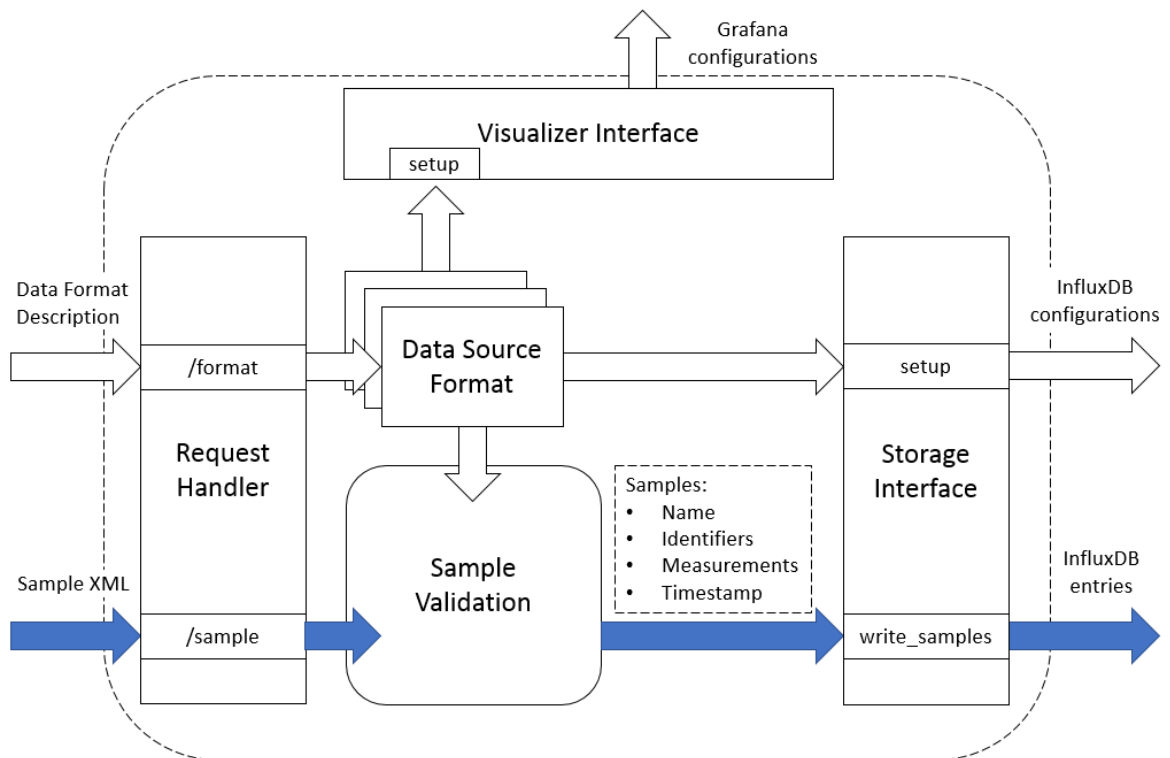 Grafana
configurations
Visualizer Interface
setup
Data Format
Description
/format
Data Source
Format
setup
InfluxDB
configurations
Request
Handler
Storage
Interface
Samples:
• Name
• Identifiers
• Measurements
• Timestamp
Sample XML
/sample
Sample
Validation
write_samples
InfluxDB
entries